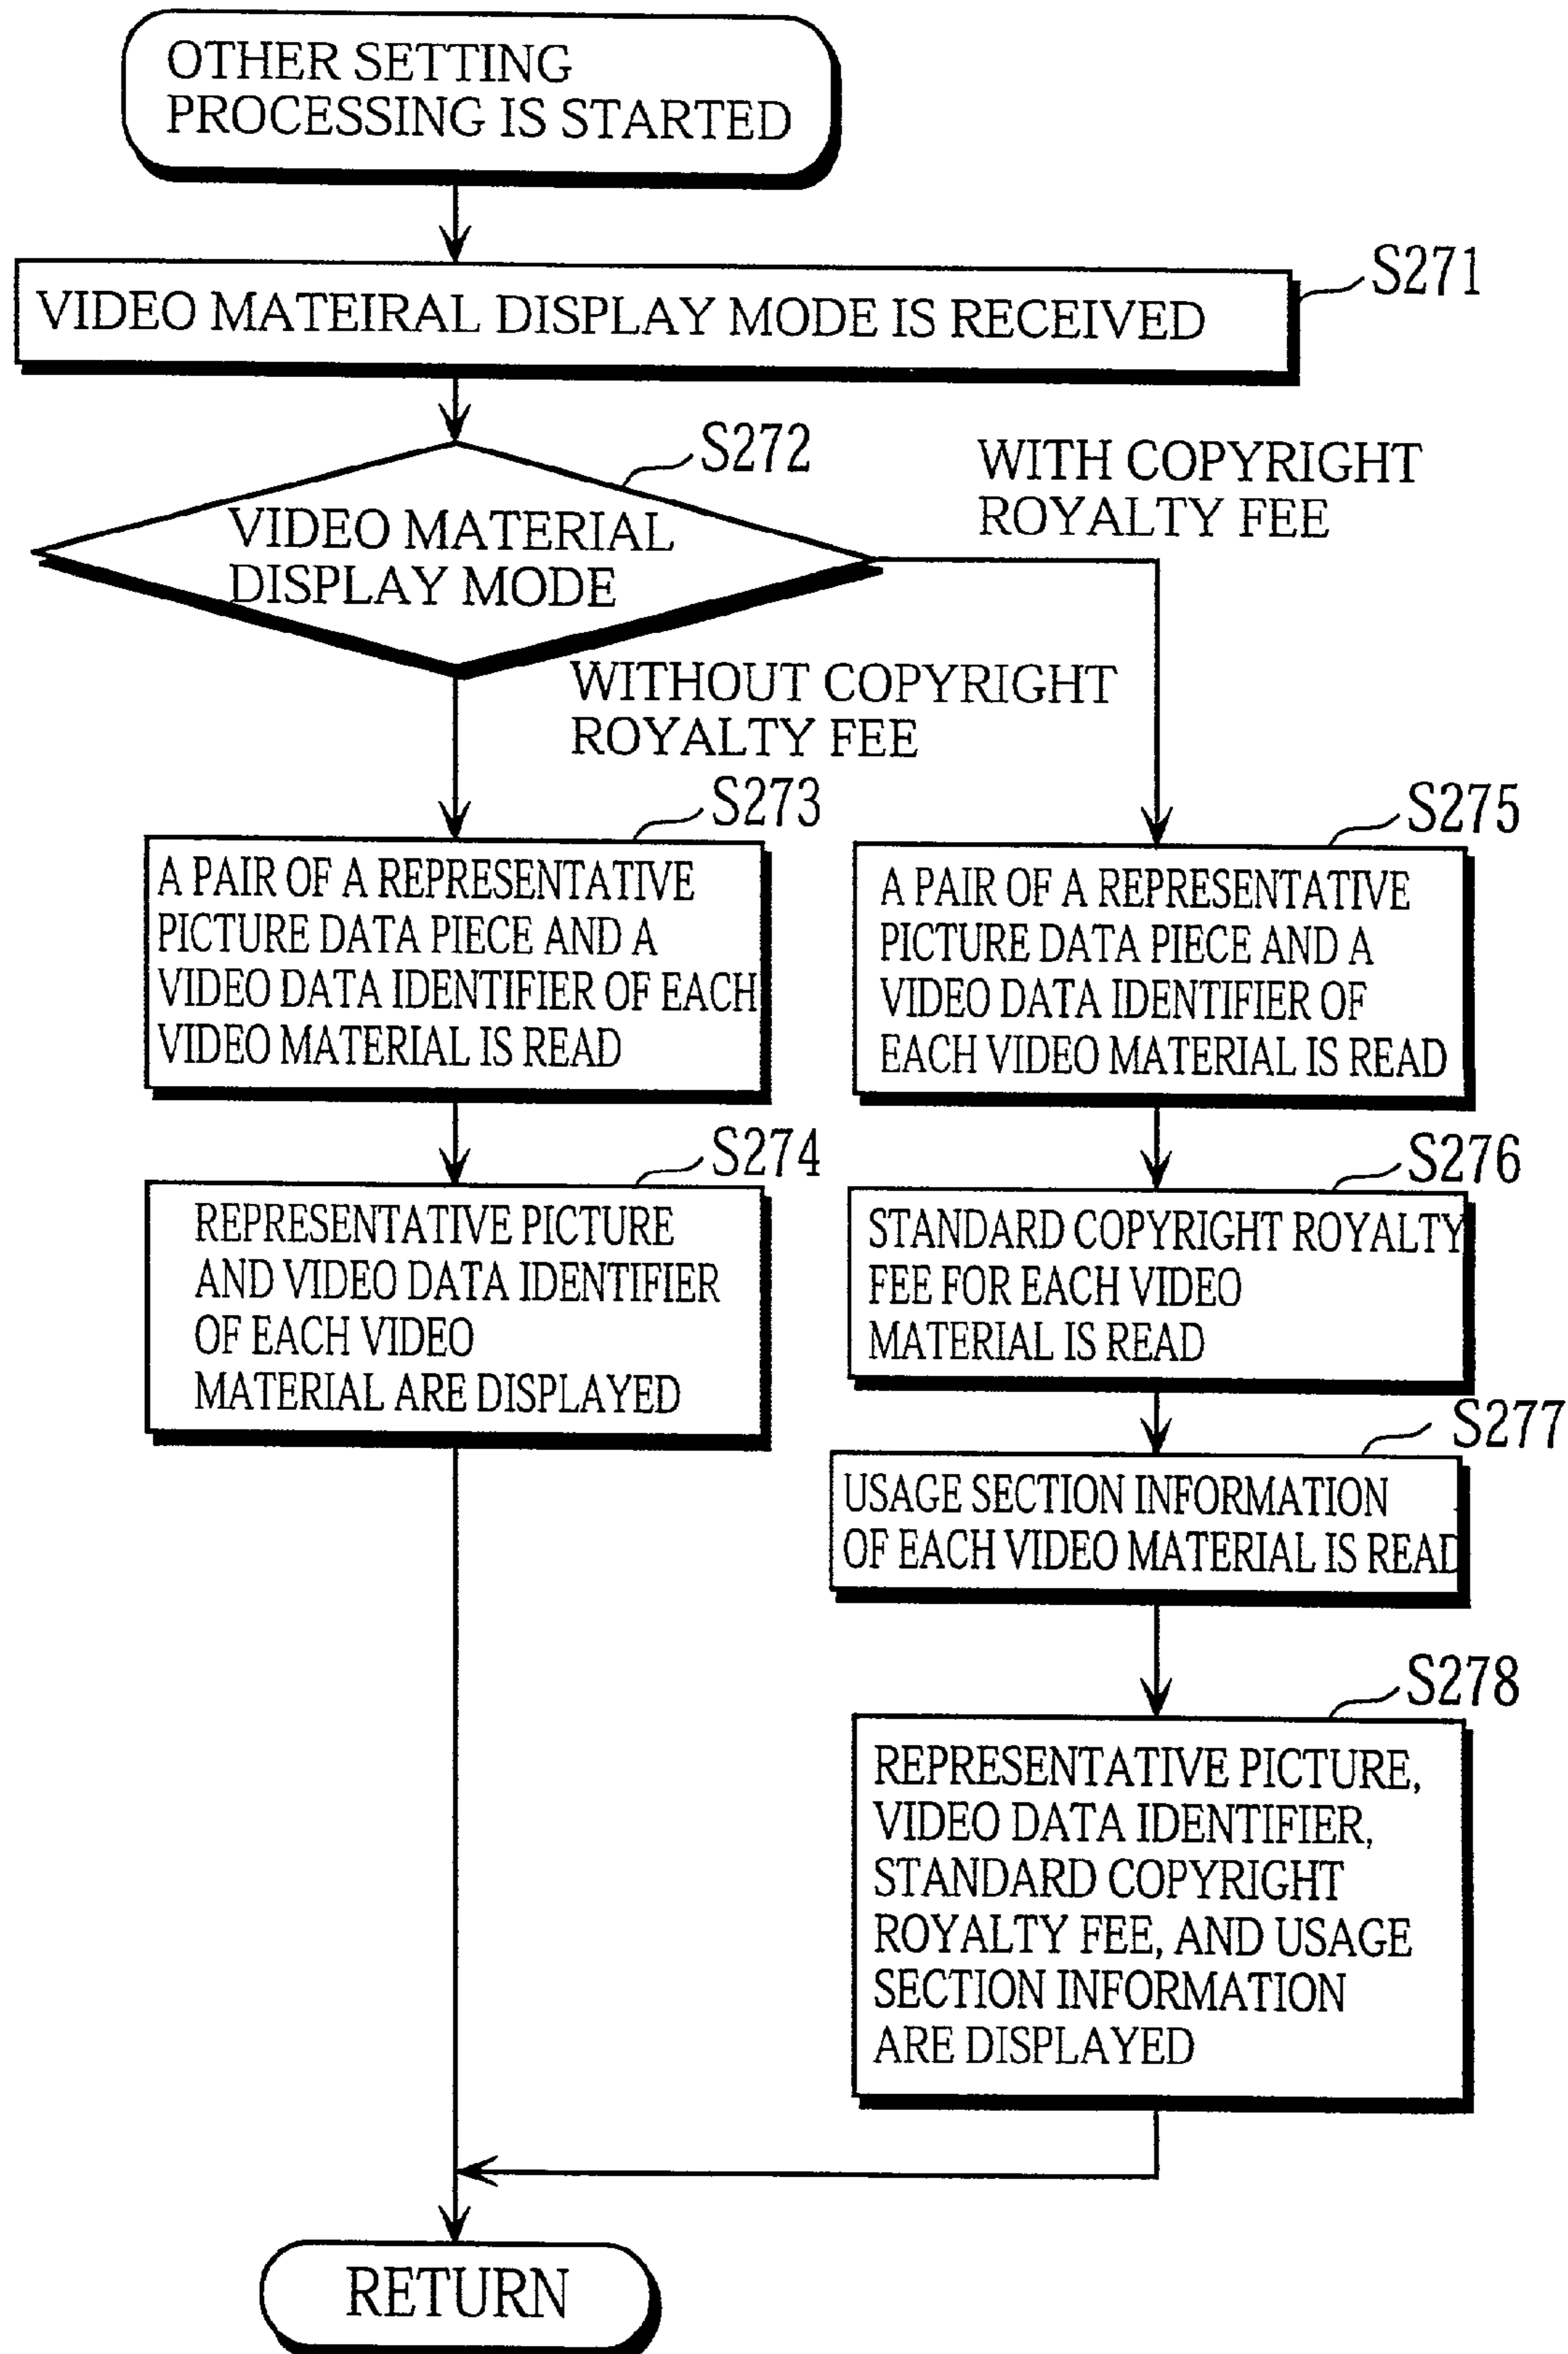 OTHER SETTING
PROCESSING IS STARTED
S271
VIDEO MATEIRAL DISPLAY MODE IS RECEIVED
S272
VIDEO MATERIAL
DISPLAY MODE
WITH COPYRIGHT
ROYALTY FEE
WITHOUT COPYRIGHT
ROYALTY FEE
S273
A PAIR OF A REPRESENTATIVE
PICTURE DATA PIECE AND A
VIDEO DATA IDENTIFIER OF EACH
VIDEO MATERIAL IS READ
S274
REPRESENTATIVE PICTURE
AND VIDEO DATA IDENTIFIER
OF EACH VIDEO
MATERIAL ARE DISPLAYED
S275
A PAIR OF A REPRESENTATIVE
PICTURE DATA PIECE AND A
VIDEO DATA IDENTIFIER OF
EACH VIDEO MATERIAL IS READ
S276
STANDARD COPYRIGHT ROYALTY
FEE FOR EACH VIDEO
MATERIAL IS READ
S277
USAGE SECTION INFORMATION
OF EACH VIDEO MATERIAL IS READ
S278
REPRESENTATIVE PICTURE,
VIDEO DATA IDENTIFIER,
STANDARD COPYRIGHT
ROYALTY FEE, AND USAGE
SECTION INFORMATION
ARE DISPLAYED
RETURN